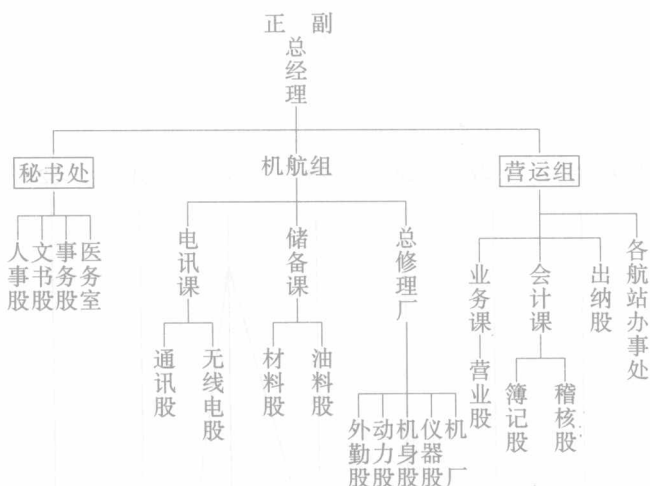 正 副
总经理
秘书处
机航组
营运组
人事股
文书股
事务股
医务室
电讯课
储备课
总修理厂
业务课
会计课
出纳股
各航站办事处
通讯股
无线电股
材料股
油料股
外勤股
动力股
机身股
仪器股
机厂
营业股
簿记股
稽核股